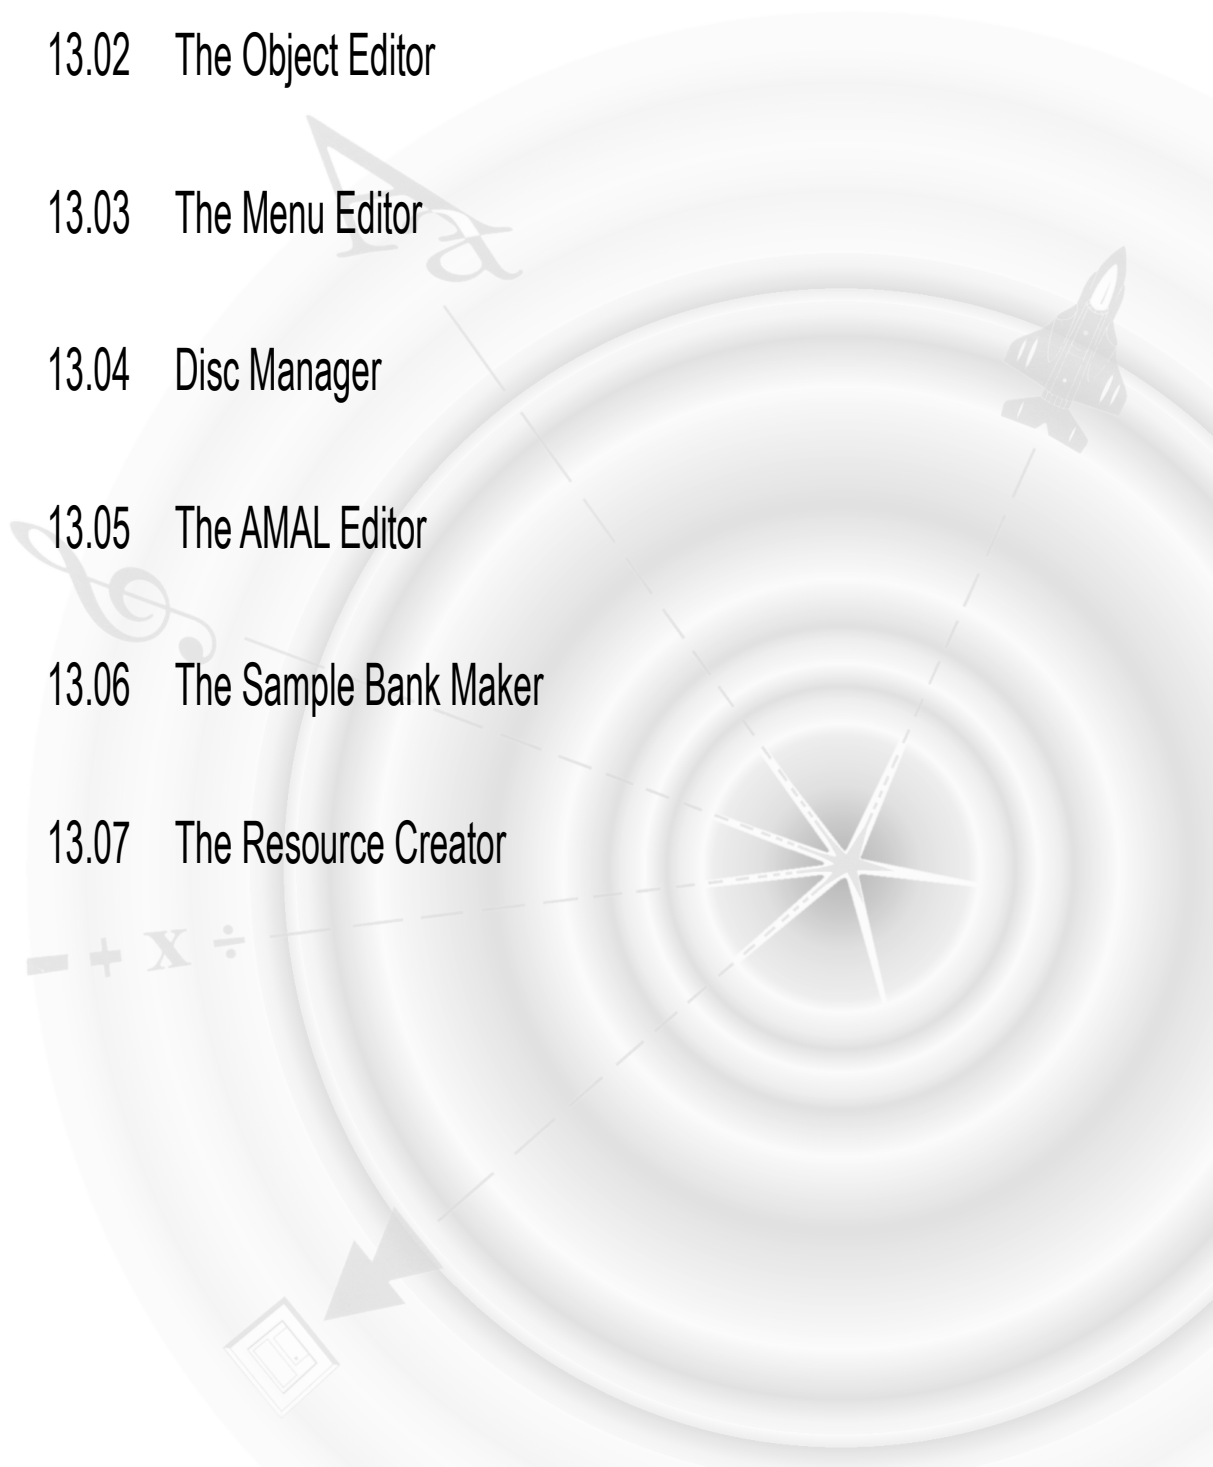 13.02 The Object Editor
13.03 The Menu Editor
13.04 Disc Manager
13.05 The AMAL Editor
13.06 The Sample Bank Maker
13.07 The Resource Creator
Aa
- + x ÷